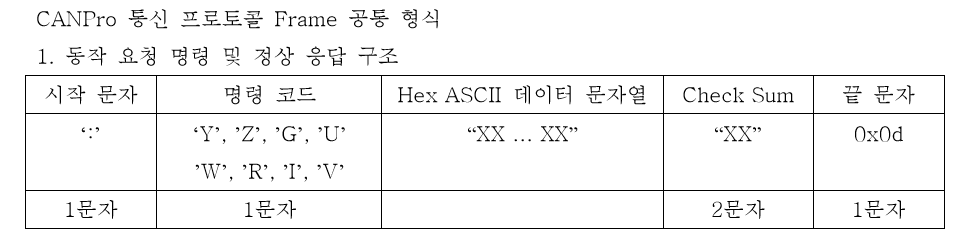 CANPro 통신 프로토콜 Frame 공통 형식
1. 동작 요청 명령 및 정상 응답 구조
시작 문자 명령 코드 Hex ASCII 데이터 문자열 Check Sum 끝 문자
‘:’ ‘Y’, ’Z’, ’G’, ’U’ “XX ... XX” “XX” 0x0d
’W’, ’R’, ’I’, ’V’
1문자 1문자 2문자 1문자